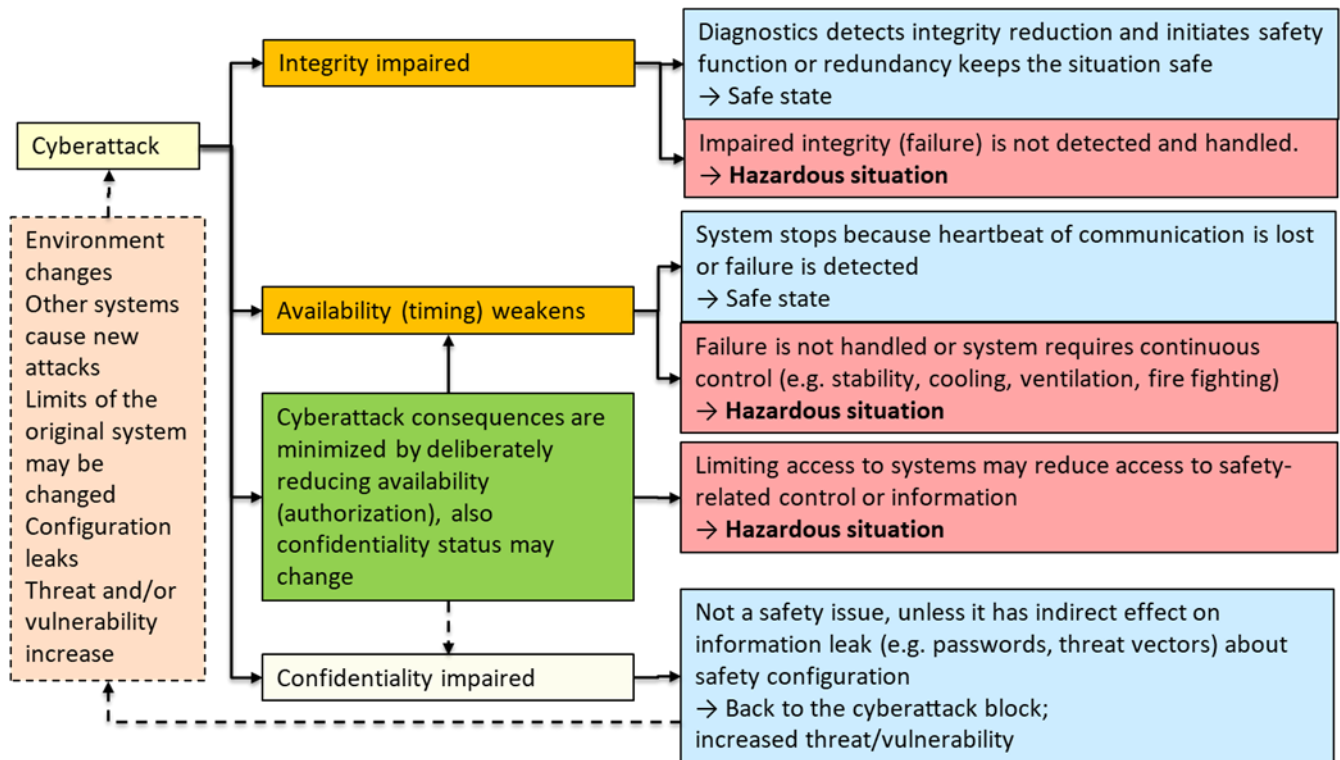 Cyberattack
Environment
changes
Other systems
cause new
attacks
Limits of the
original system
may be
changed
Configuration
leaks
Threat and/or
vulnerability
increase
Integrity impaired
Availability (timing) weakens
Cyberattack consequences are
minimized by deliberately
reducing availability
(authorization), also
confidentiality status may
change
Confidentiality impaired
Diagnostics detects integrity reduction and initiates safety
function or redundancy keeps the situation safe
→ Safe state
Impaired integrity (failure) is not detected and handled.
→ Hazardous situation
System stops because heartbeat of communication is lost
or failure is detected
→ Safe state
Failure is not handled or system requires continuous
control (e.g. stability, cooling, ventilation, fire fighting)
→ Hazardous situation
Limiting access to systems may reduce access to safety-
related control or information
→ Hazardous situation
Not a safety issue, unless it has indirect effect on
information leak (e.g. passwords, threat vectors) about
safety configuration
→ Back to the cyberattack block;
increased threat/vulnerability